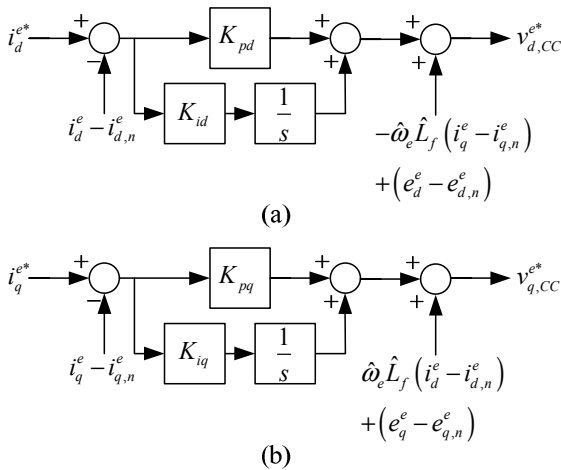 i_d^{e*} + − K_{pd} + + + + v_{d,CC}^{e*}
i_d^e − i_{d,n}^e K_{id} 1/s −ω̂_e L̂_f (i_q^e − i_{q,n}^e)
+(e_d^e − e_{d,n}^e)
(a)
i_q^{e*} + − K_{pq} + + + + v_{q,CC}^{e*}
i_q^e − i_{q,n}^e K_{iq} 1/s ω̂_e L̂_f (i_d^e − i_{d,n}^e)
+(e_q^e − e_{q,n}^e)
(b)